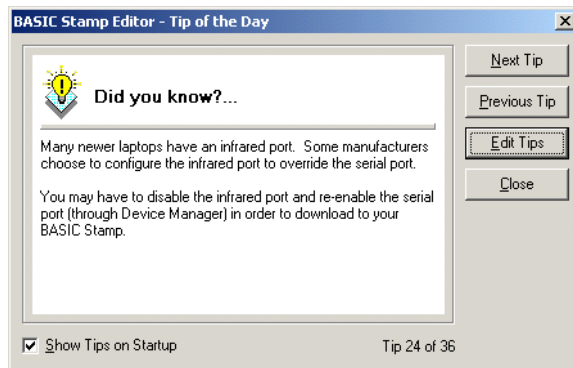 BASIC Stamp Editor - Tip of the Day
Next Tip
Did you know?...
Previous Tip
Many newer laptops have an infrared port. Some manufacturers
choose to configure the infrared port to override the serial port.
Edit Tips
You may have to disable the infrared port and re-enable the serial
port (through Device Manager) in order to download to your
BASIC Stamp.
Close
Show Tips on Startup
Tip 24 of 36